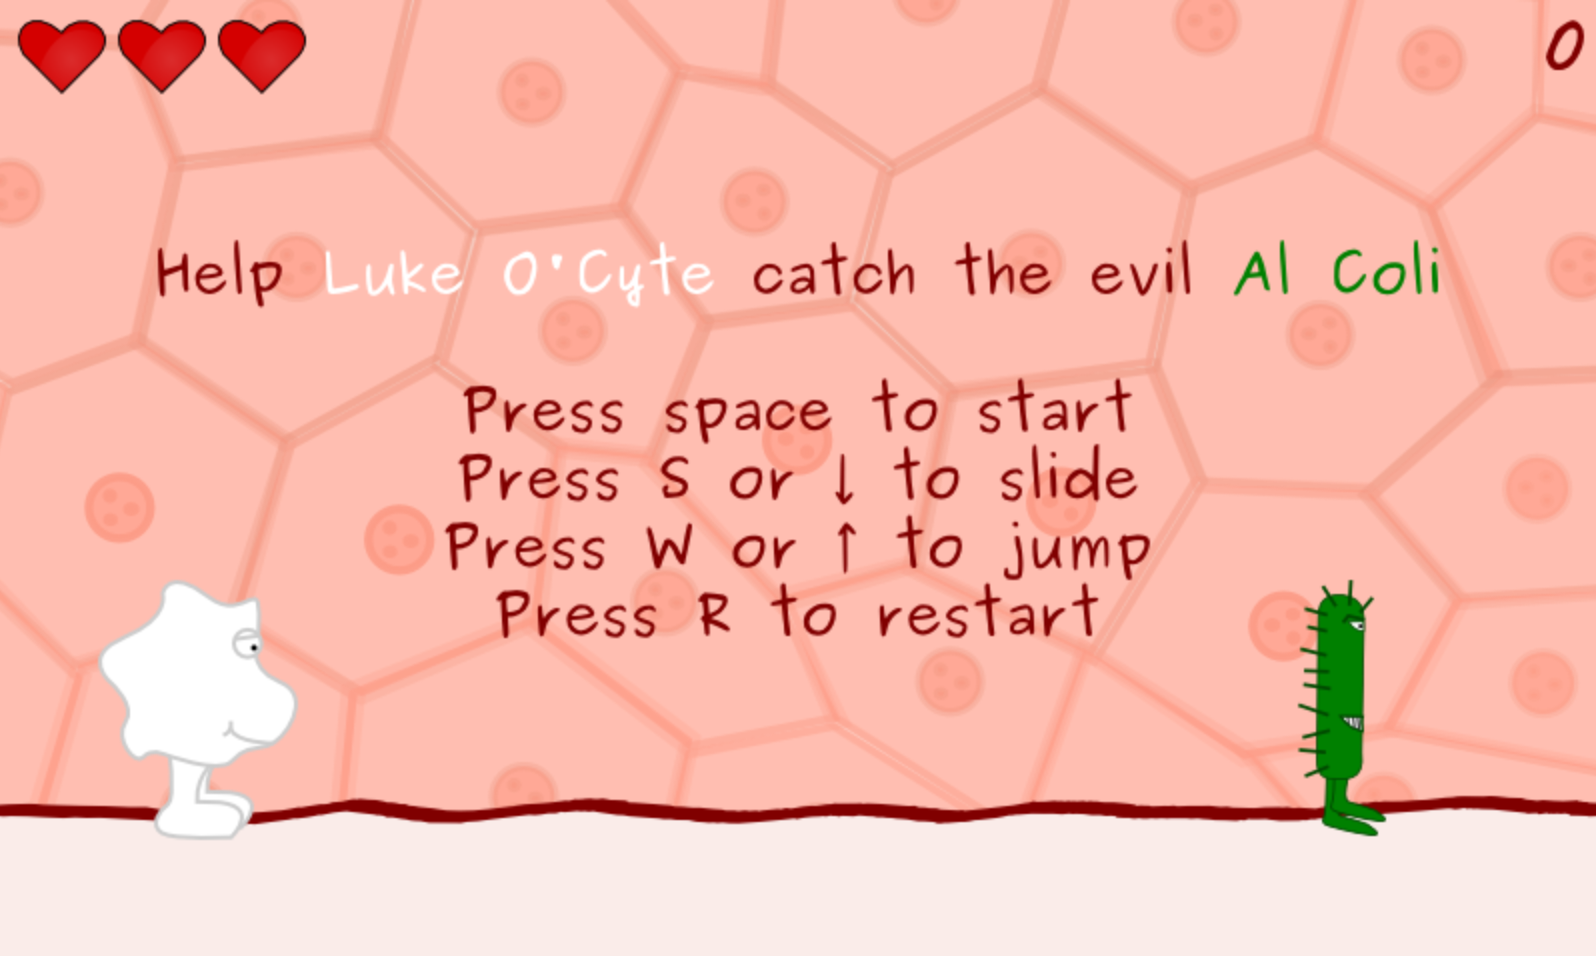 0
Help Luke O'Cyte catch the evil Al Coli
Press space to start
Press S or ↓ to slide
Press W or ↑ to jump
Press R to restart